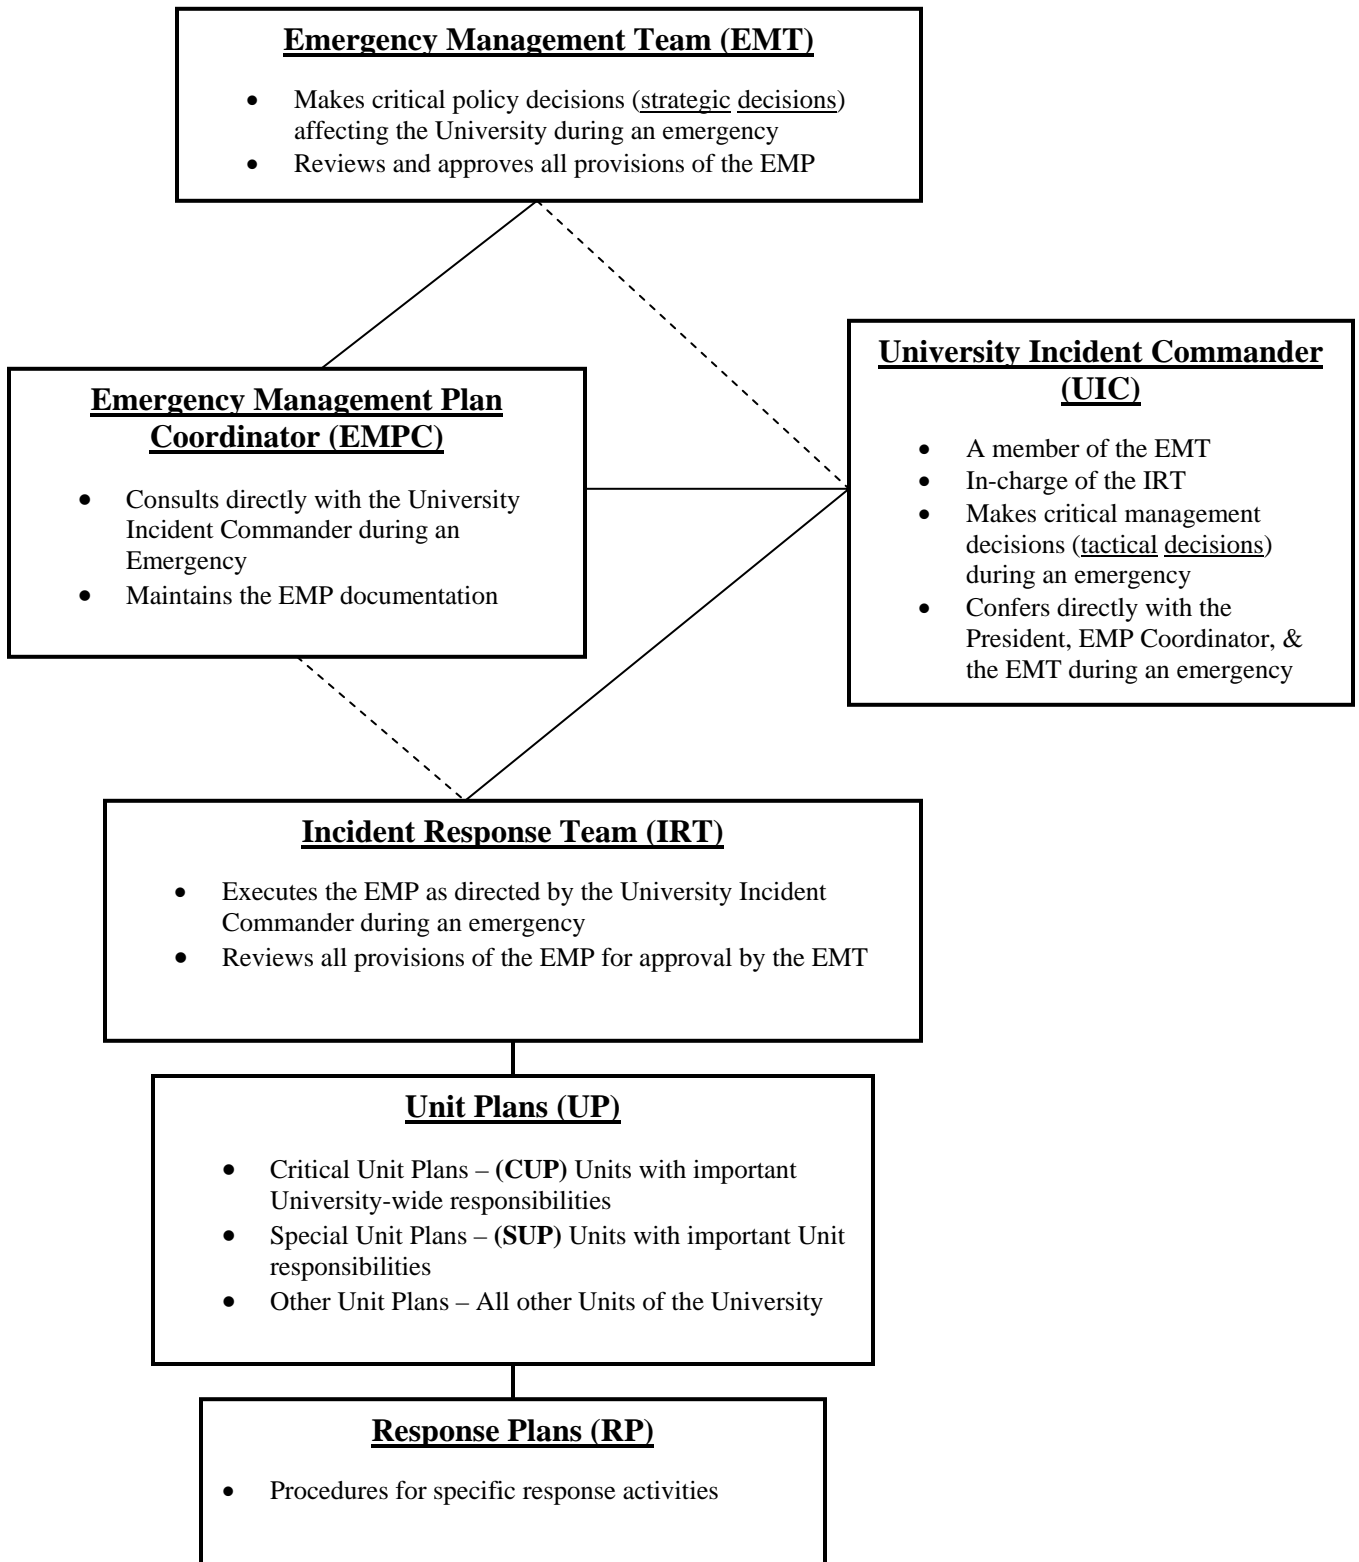 Emergency Management Team (EMT)
• Makes critical policy decisions (strategic decisions)
affecting the University during an emergency
• Reviews and approves all provisions of the EMP
University Incident Commander
(UIC)
• A member of the EMT
• In-charge of the IRT
• Makes critical management
decisions (tactical decisions)
during an emergency
• Confers directly with the
President, EMP Coordinator, &
the EMT during an emergency
Emergency Management Plan
Coordinator (EMPC)
• Consults directly with the University
Incident Commander during an
Emergency
• Maintains the EMP documentation
Incident Response Team (IRT)
• Executes the EMP as directed by the University Incident
Commander during an emergency
• Reviews all provisions of the EMP for approval by the EMT
Unit Plans (UP)
• Critical Unit Plans – (CUP) Units with important
University-wide responsibilities
• Special Unit Plans – (SUP) Units with important Unit
responsibilities
• Other Unit Plans – All other Units of the University
Response Plans (RP)
• Procedures for specific response activities